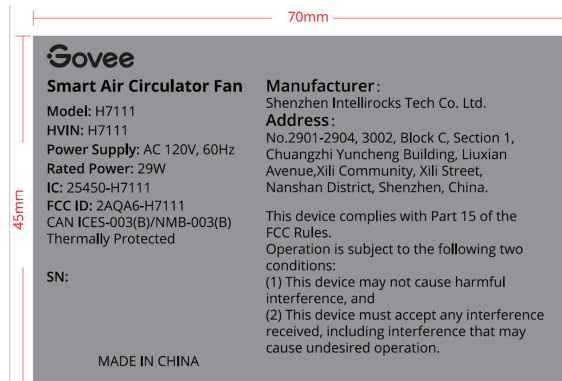 70mm
45mm
Govee
Smart Air Circulator Fan
Model: H7111
HVIN: H7111
Power Supply: AC 120V, 60Hz
Rated Power: 29W
IC: 25450-H7111
FCC ID: 2AQA6-H7111
CAN ICES-003(B)/NMB-003(B)
Thermally Protected
SN:
MADE IN CHINA
Manufacturer:
Shenzhen Intellirocks Tech Co. Ltd.
Address:
No.2901-2904, 3002, Block C, Section 1,
Chuangzhi Yuncheng Building, Liuxian
Avenue,Xili Community, Xili Street,
Nanshan District, Shenzhen, China.
This device complies with Part 15 of the
FCC Rules.
Operation is subject to the following two
conditions:
(1) This device may not cause harmful
interference, and
(2) This device must accept any interference
received, including interference that may
cause undesired operation.